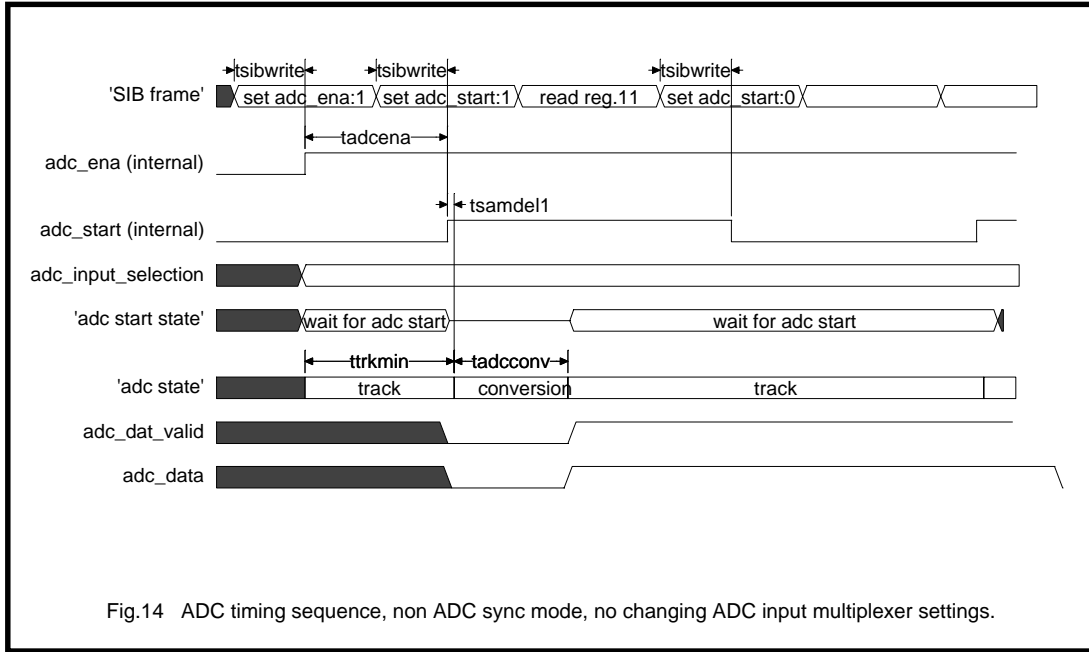 tsibwrite tsibwrite tsibwrite
'SIB frame' set adc_ena:1 set adc_start:1 read reg.11 set adc_start:0
tadcena
adc_ena (internal)
tsamdel1
adc_start (internal)
adc_input_selection
'adc start state' wait for adc start wait for adc start
ttrkmin tadcconv
'adc state' track conversion track
adc_dat_valid
adc_data
Fig.14 ADC timing sequence, non ADC sync mode, no changing ADC input multiplexer settings.